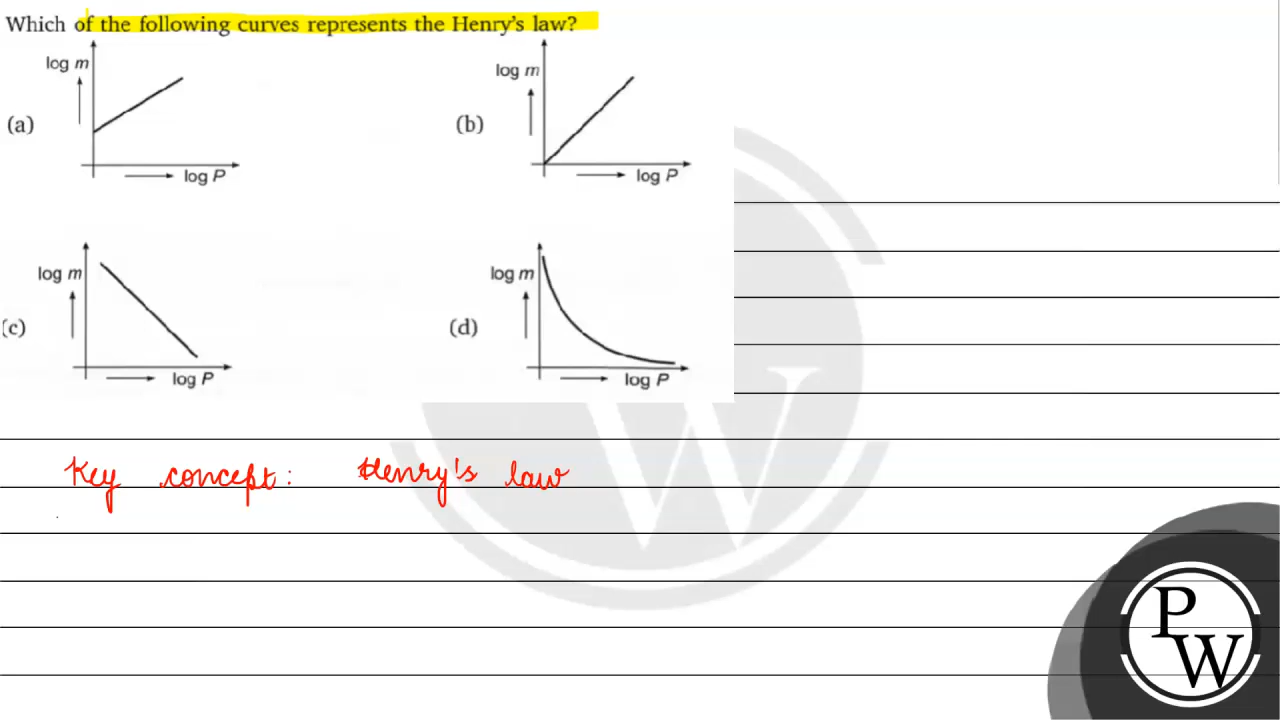 Which of the following curves represents the Henry's law?
log m
log m
(a)
(b)
log P
log P
log m
log m
(c)
(d)
log P
log P
Key concept: Henry's law
W
P
W